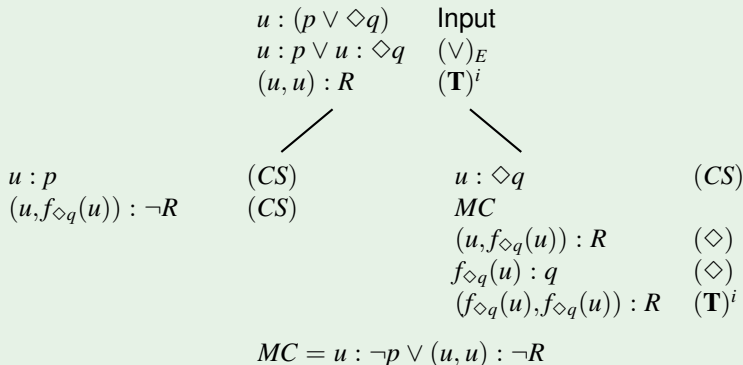 u : (p ∨ ◇q) Input
u : p ∨ u : ◇q (∨)_E
(u, u) : R (T)^i
u : p (CS) u : ◇q (CS)
(u, f_◇q(u)) : ¬R (CS) MC
(u, f_◇q(u)) : R (◇)
f_◇q(u) : q (◇)
(f_◇q(u), f_◇q(u)) : R (T)^i
MC = u : ¬p ∨ (u, u) : ¬R